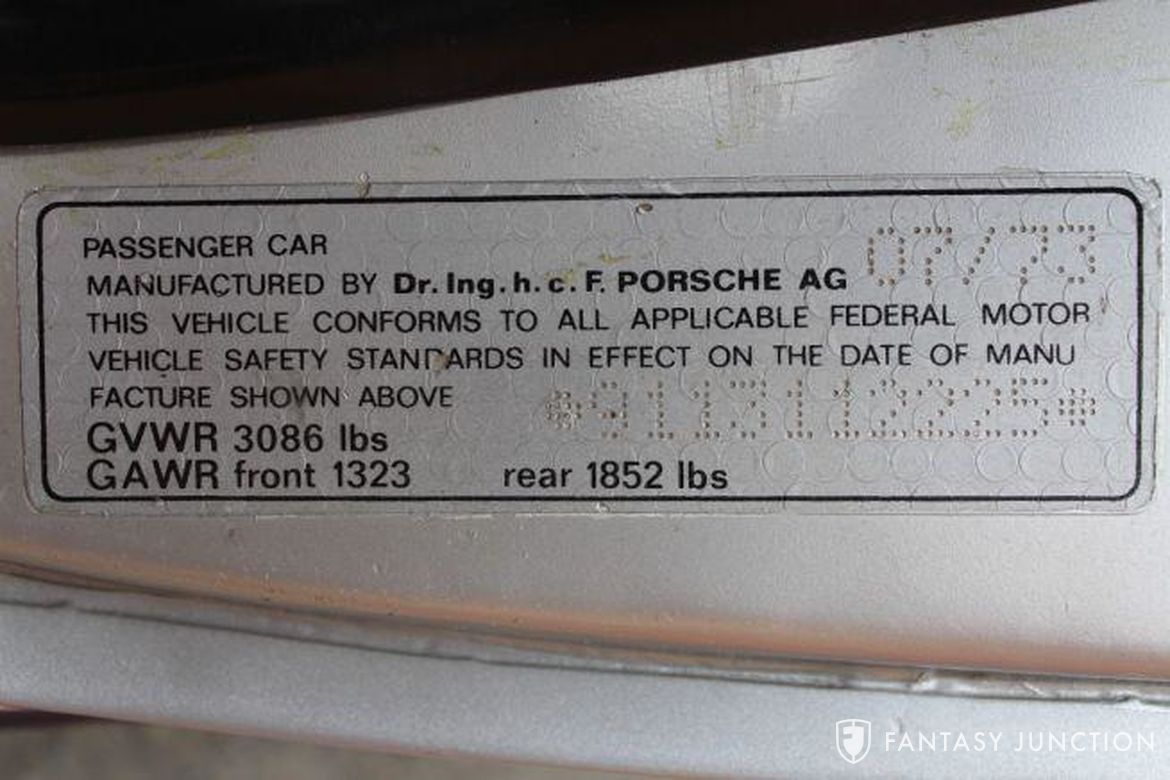 PASSENGER CAR
07/73
MANUFACTURED BY Dr. Ing. h. c. F. PORSCHE AG
THIS VEHICLE CONFORMS TO ALL APPLICABLE FEDERAL MOTOR
VEHICLE SAFETY STANDARDS IN EFFECT ON THE DATE OF MANU
FACTURE SHOWN ABOVE
GVWR 3086 lbs
GAWR front 1323 rear 1852 lbs
FANTASY JUNCTION